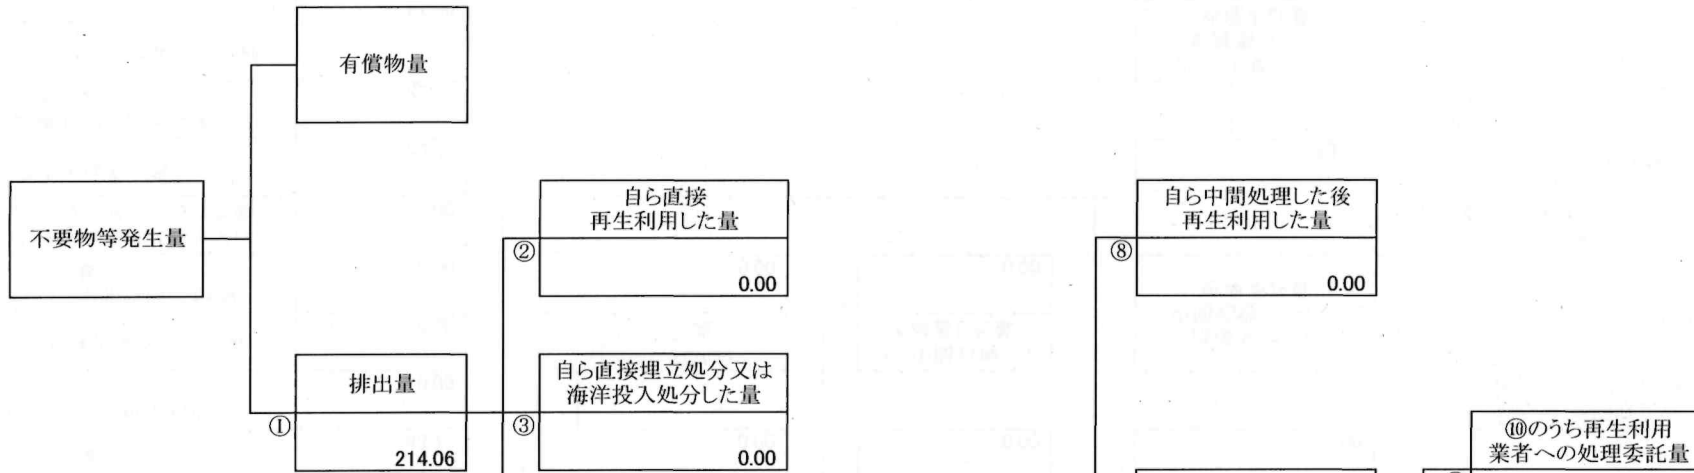 有償物量
不要物等発生量
自ら直接
再生利用した量
②
0.00
自ら中間処理した後
再生利用した量
⑧
0.00
排出量
①
214.06
自ら直接埋立処分又は
海洋投入処分した量
③
0.00
⑩のうち再生利用
業者への処理委託量